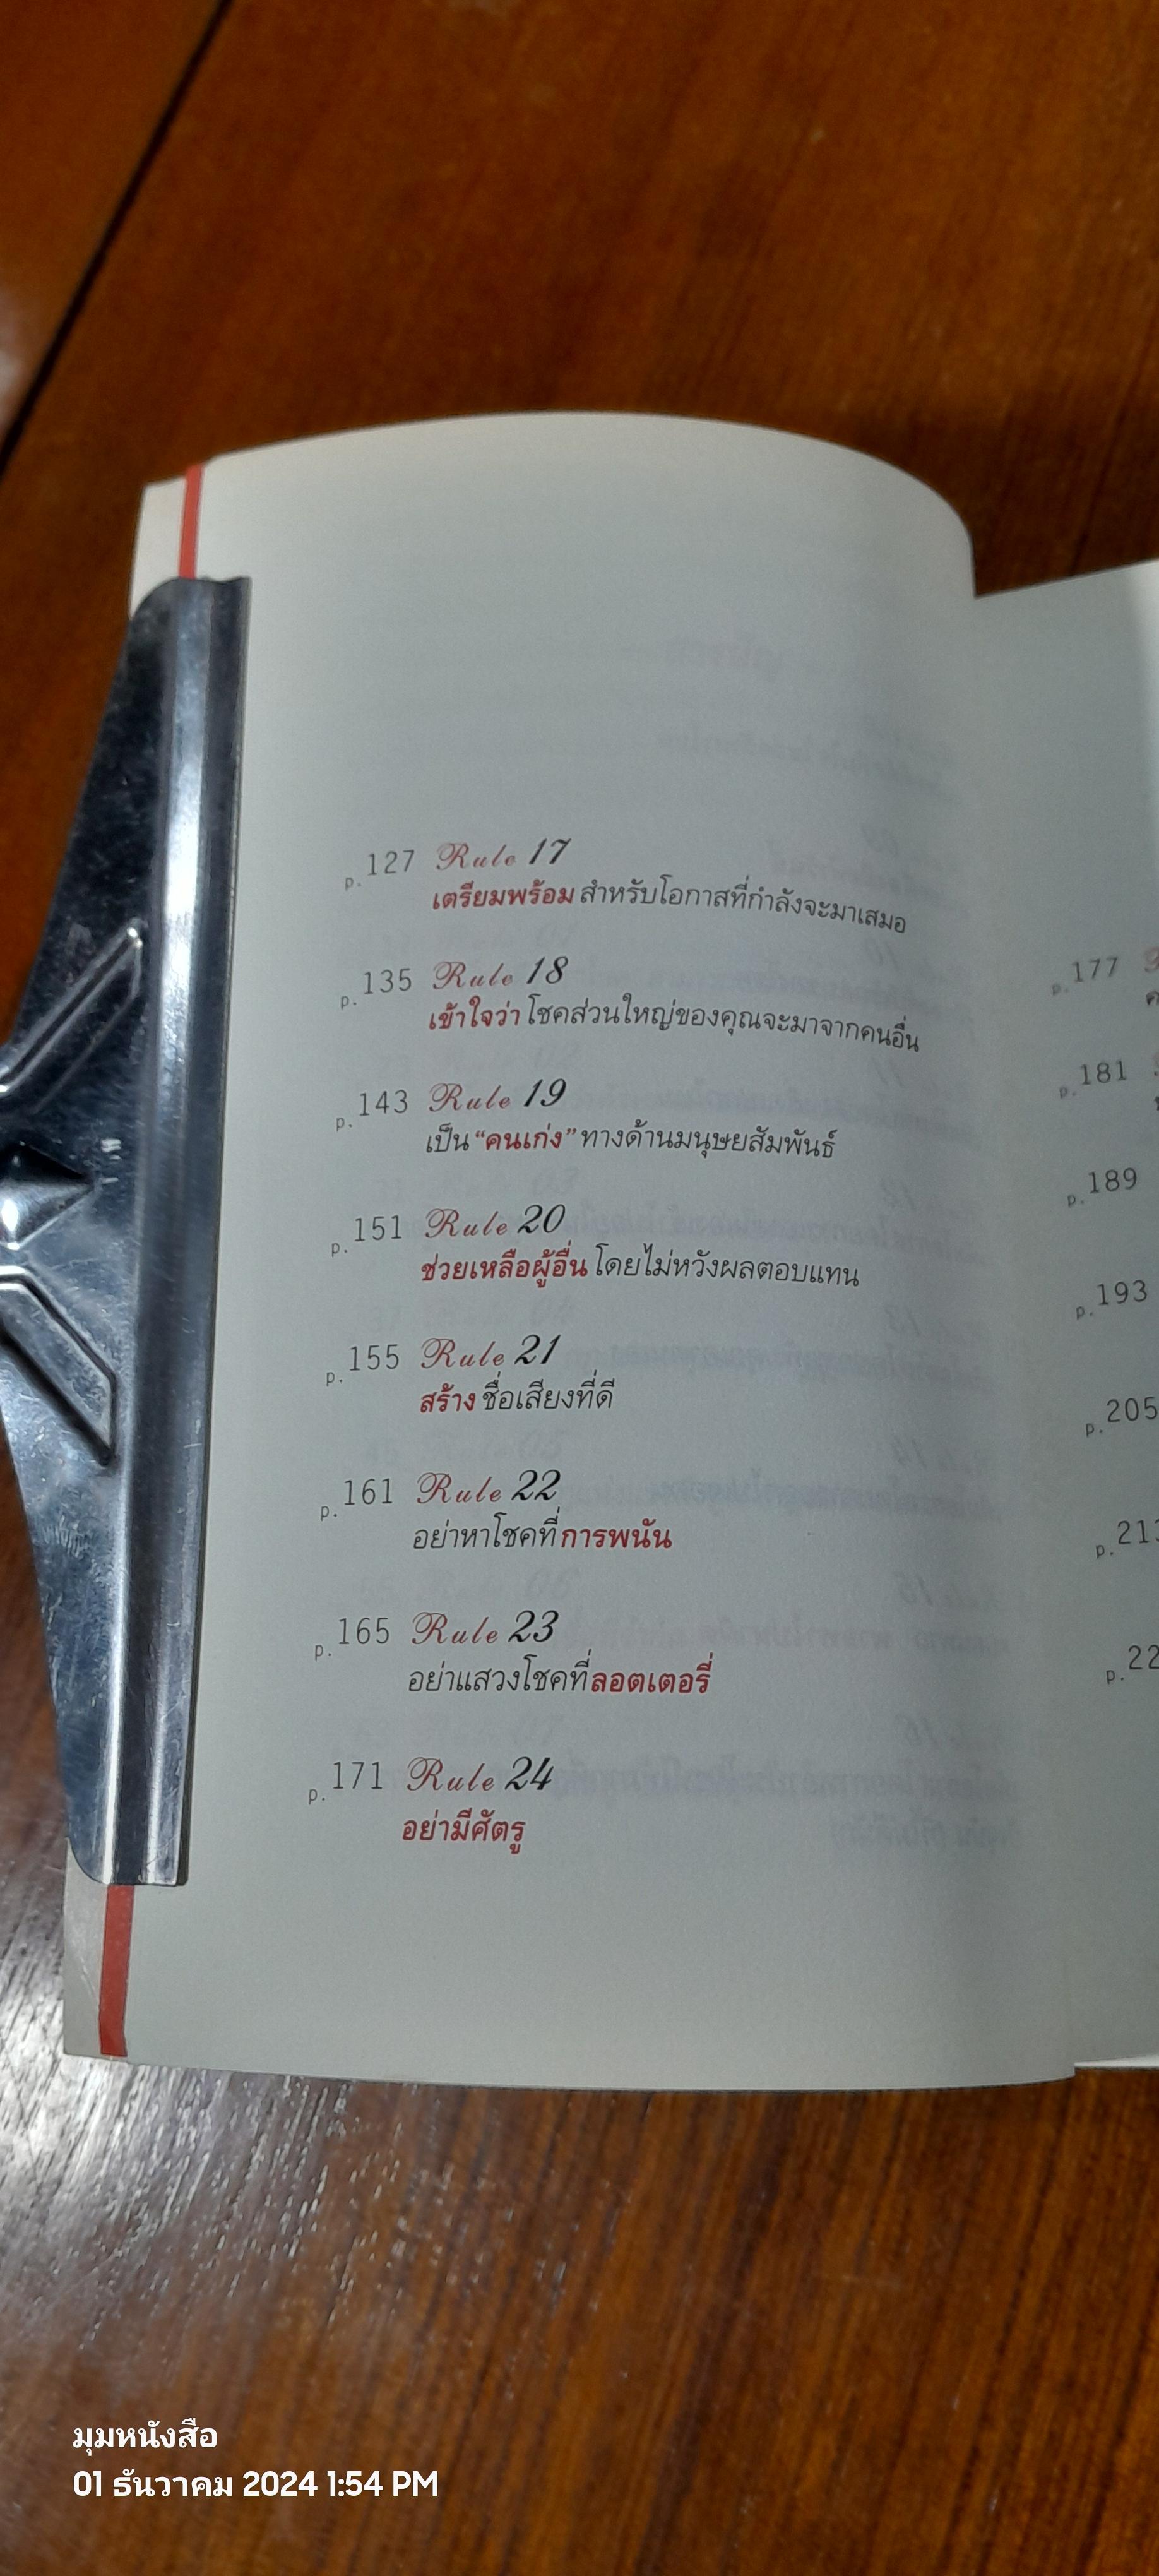 p.127 Rule 17
เตรียมพร้อม สำหรับโอกาสที่กำลังจะมาเสมอ
p.135 Rule 18
เข้าใจว่า โชคส่วนใหญ่ของคุณจะมาจากคนอื่น
p.143 Rule 19
เป็น “คนเก่ง” ทางด้านมนุษยสัมพันธ์
p.151 Rule 20
ช่วยเหลือผู้อื่น โดยไม่หวังผลตอบแทน
p.155 Rule 21
สร้าง ชื่อเสียงที่ดี
p.161 Rule 22
อย่าหาโชคที่การพนัน
p.165 Rule 23
อย่าแสวงโชคที่ลอตเตอรี่
p.171 Rule 24
อย่ามีศัตรู
p.177
p.181
p.189
p.193
p.205
p.
p.
มุมหนังสือ
01 ธันวาคม 2024 1:54 PM